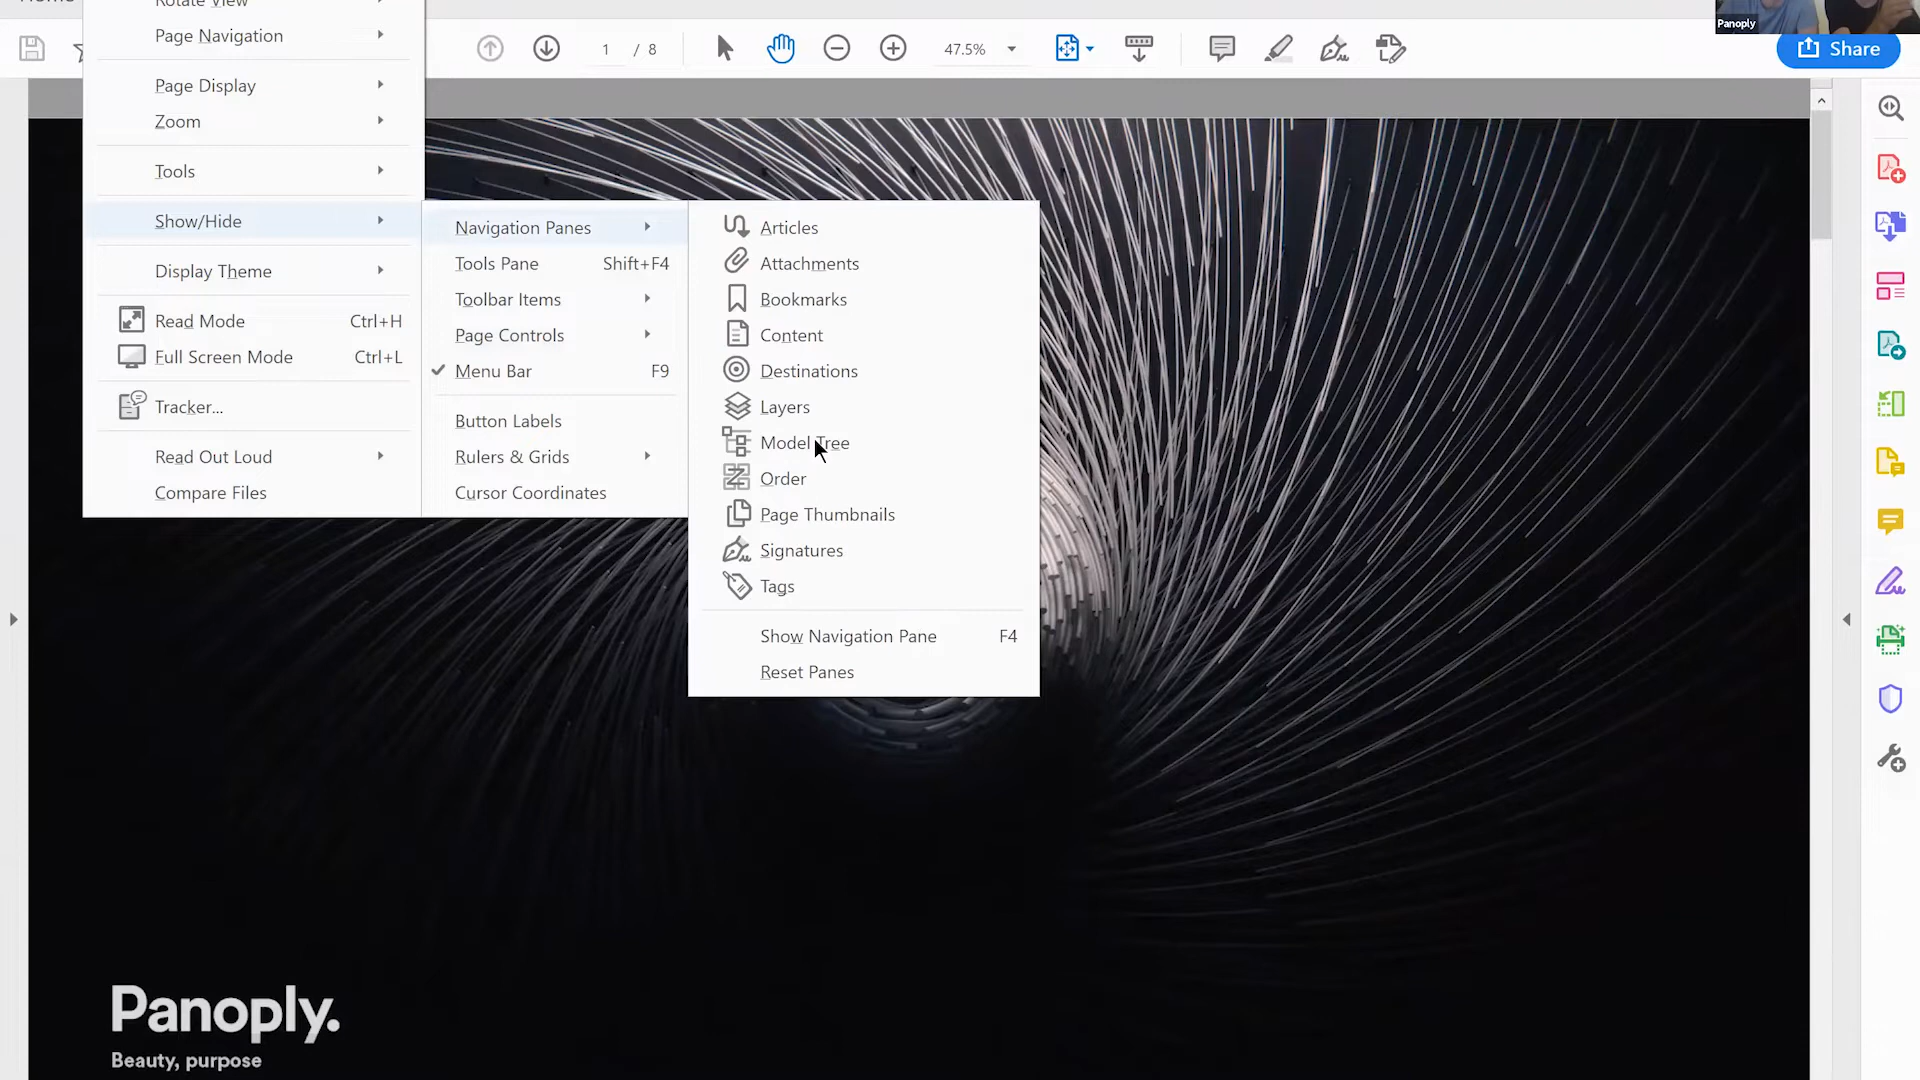 Home
Rotate View
Page Navigation
Page Display
Zoom
Tools
Show/Hide
Display Theme
Read Mode Ctrl+H
Full Screen Mode Ctrl+L
Tracker...
Read Out Loud
Compare Files
1 / 8
47.5%
Panoply
Share
Navigation Panes
Tools Pane Shift+F4
Toolbar Items
Page Controls
Menu Bar F9
Button Labels
Rulers & Grids
Cursor Coordinates
Articles
Attachments
Bookmarks
Content
Destinations
Layers
Model Tree
Order
Page Thumbnails
Signatures
Tags
Show Navigation Pane F4
Reset Panes
Panoply.
Beauty, purpose